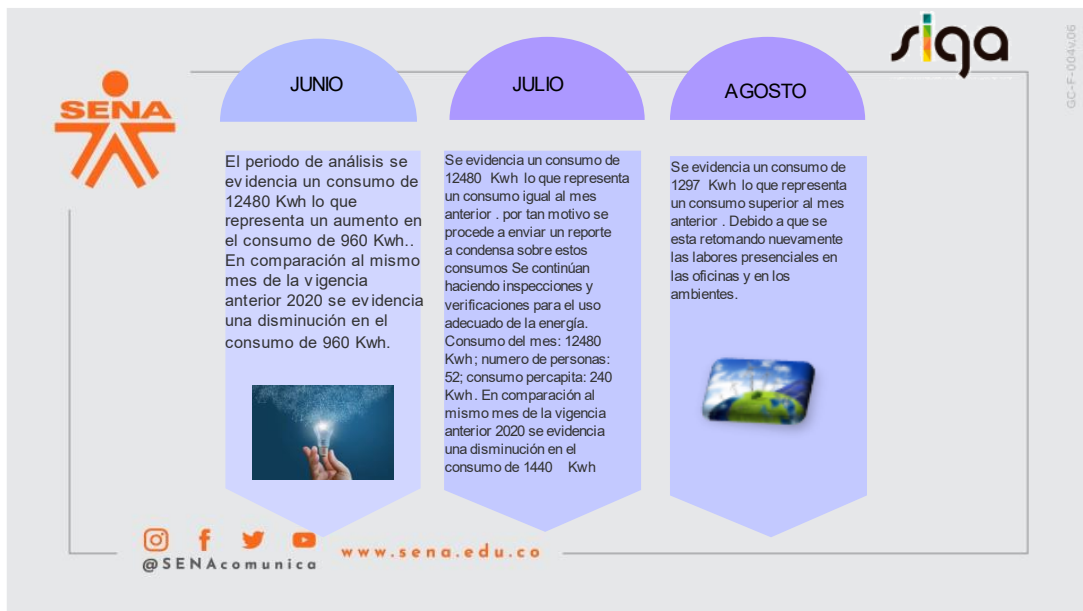 siga
GC-F-004V.06
SENA
JUNIO
El periodo de análisis se
evidencia un consumo de
12480 Kwh lo que
representa un aumento en
el consumo de 960 Kwh..
En comparación al mismo
mes de la vigencia
anterior 2020 se evidencia
una disminución en el
consumo de 960 Kwh.
JULIO
Se evidencia un consumo de
12480 Kwh lo que representa
un consumo igual al mes
anterior . por tan motivo se
procede a enviar un reporte
a condensa sobre estos
consumos Se continúan
haciendo inspecciones y
verificaciones para el uso
adecuado de la energía.
Consumo del mes: 12480
Kwh; numero de personas:
52; consumo percapita: 240
Kwh. En comparación al
mismo mes de la vigencia
anterior 2020 se evidencia
una disminución en el
consumo de 1440 Kwh
AGOSTO
Se evidencia un consumo de
1297 Kwh lo que representa
un consumo superior al mes
anterior . Debido a que se
esta retomando nuevamente
las labores presenciales en
las oficinas y en los
ambientes.
@SENAcomunica
www.sena.edu.co